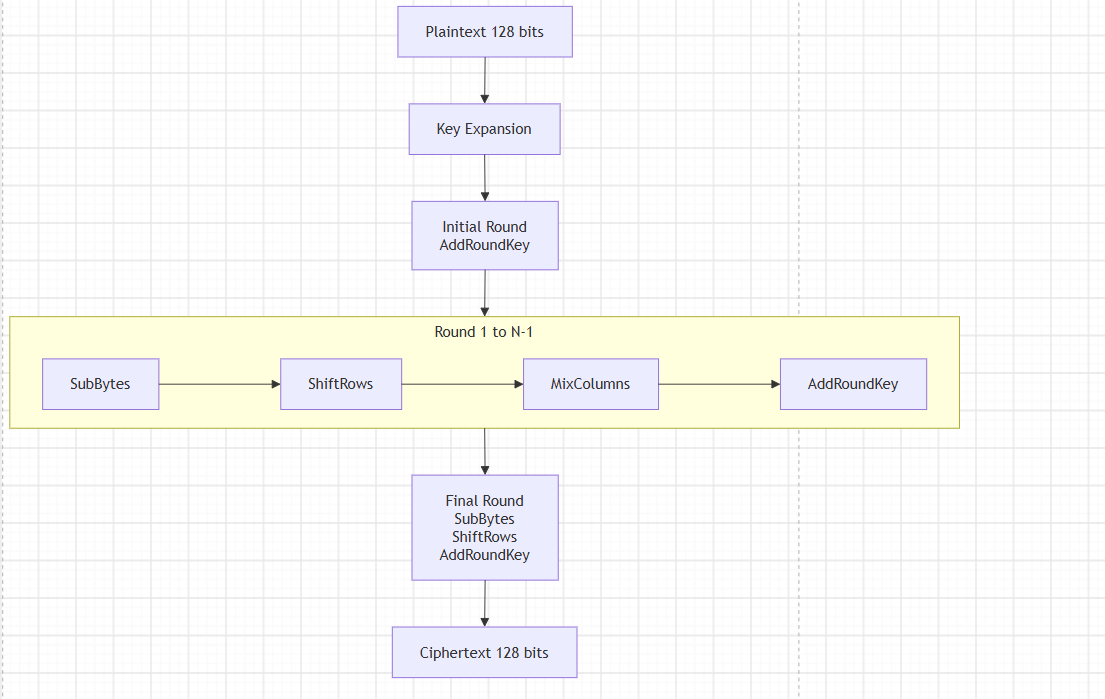 Plaintext 128 bits
Key Expansion
Initial Round
AddRoundKey
Round 1 to N-1
SubBytes
ShiftRows
MixColumns
AddRoundKey
Final Round
SubBytes
ShiftRows
AddRoundKey
Ciphertext 128 bits